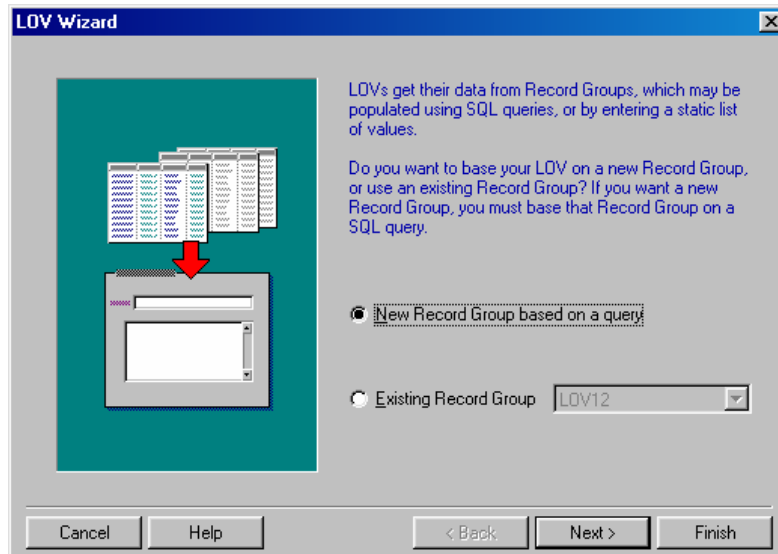 LOV Wizard
LOVs get their data from Record Groups, which may be
populated using SQL queries, or by entering a static list
of values.
Do you want to base your LOV on a new Record Group,
or use an existing Record Group? If you want a new
Record Group, you must base that Record Group on a
SQL query.
New Record Group based on a query
Existing Record Group LOV12
Cancel Help < Back Next > Finish